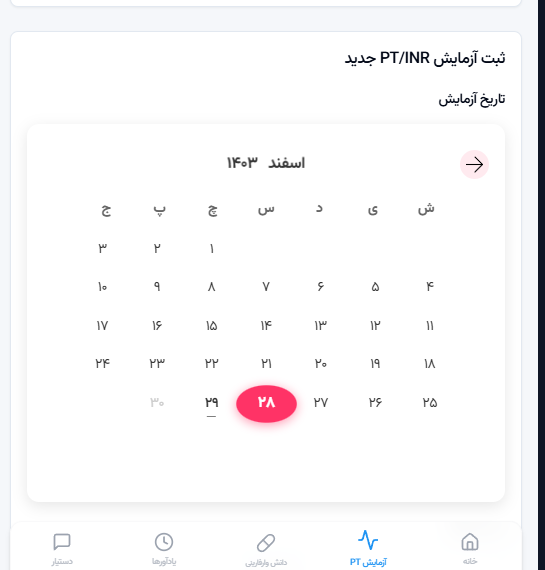 ثبت آزمایش PT/INR جدید
تاریخ آزمایش
اسفند ۱۴۰۳
ش ی د س چ پ ج
۱ ۲ ۳
۴ ۵ ۶ ۷ ۸ ۹ ۱۰
۱۱ ۱۲ ۱۳ ۱۴ ۱۵ ۱۶ ۱۷
۱۸ ۱۹ ۲۰ ۲۱ ۲۲ ۲۳ ۲۴
۲۵ ۲۶ ۲۷ ۲۸ ۲۹ ۳۰
خانه آزمایش PT دانش وارفارینی یادآورها دستیار